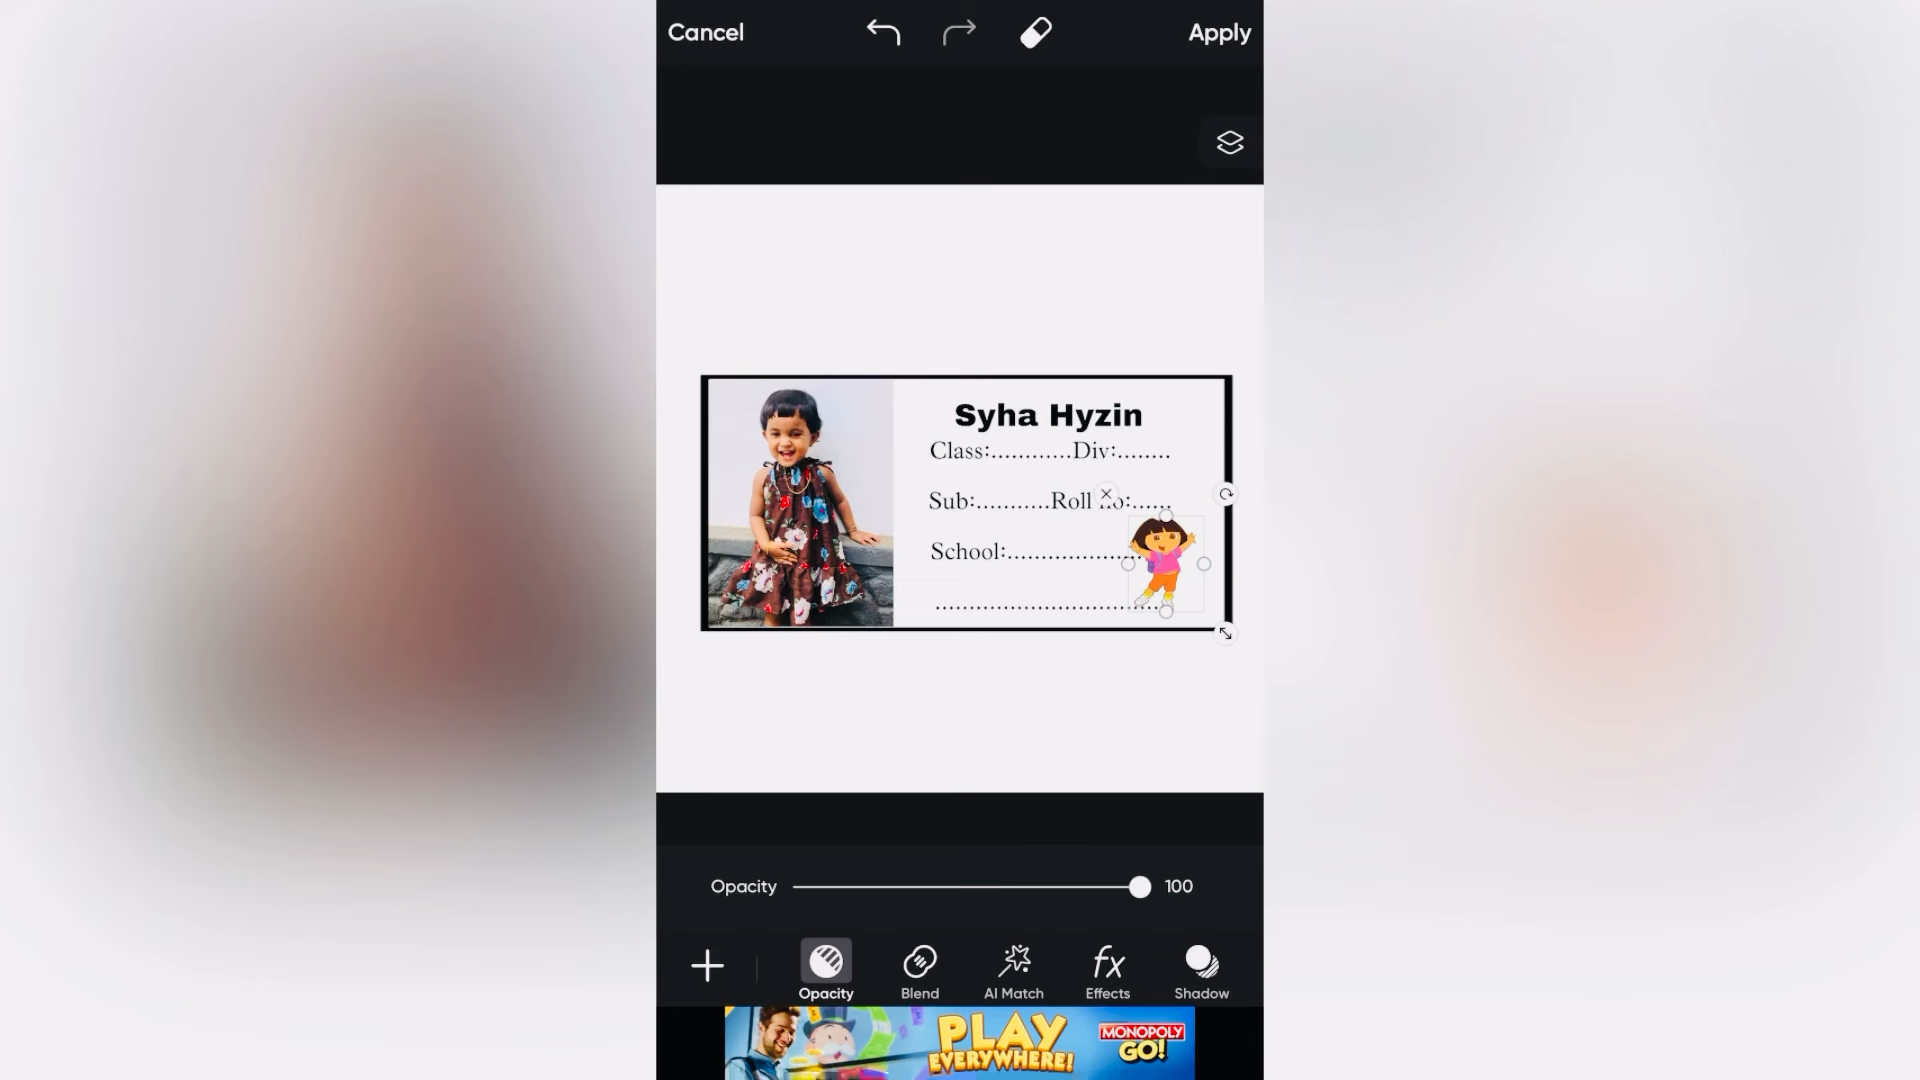 Cancel
Apply
Syha Hyzin
Class:............Div:........
Sub:...........Roll
School:....................
..................................
Opacity
100
Opacity
Blend
AI Match
fx
Effects
Shadow
PLAY
EVERYWHERE!
MONOPOLY
GO!